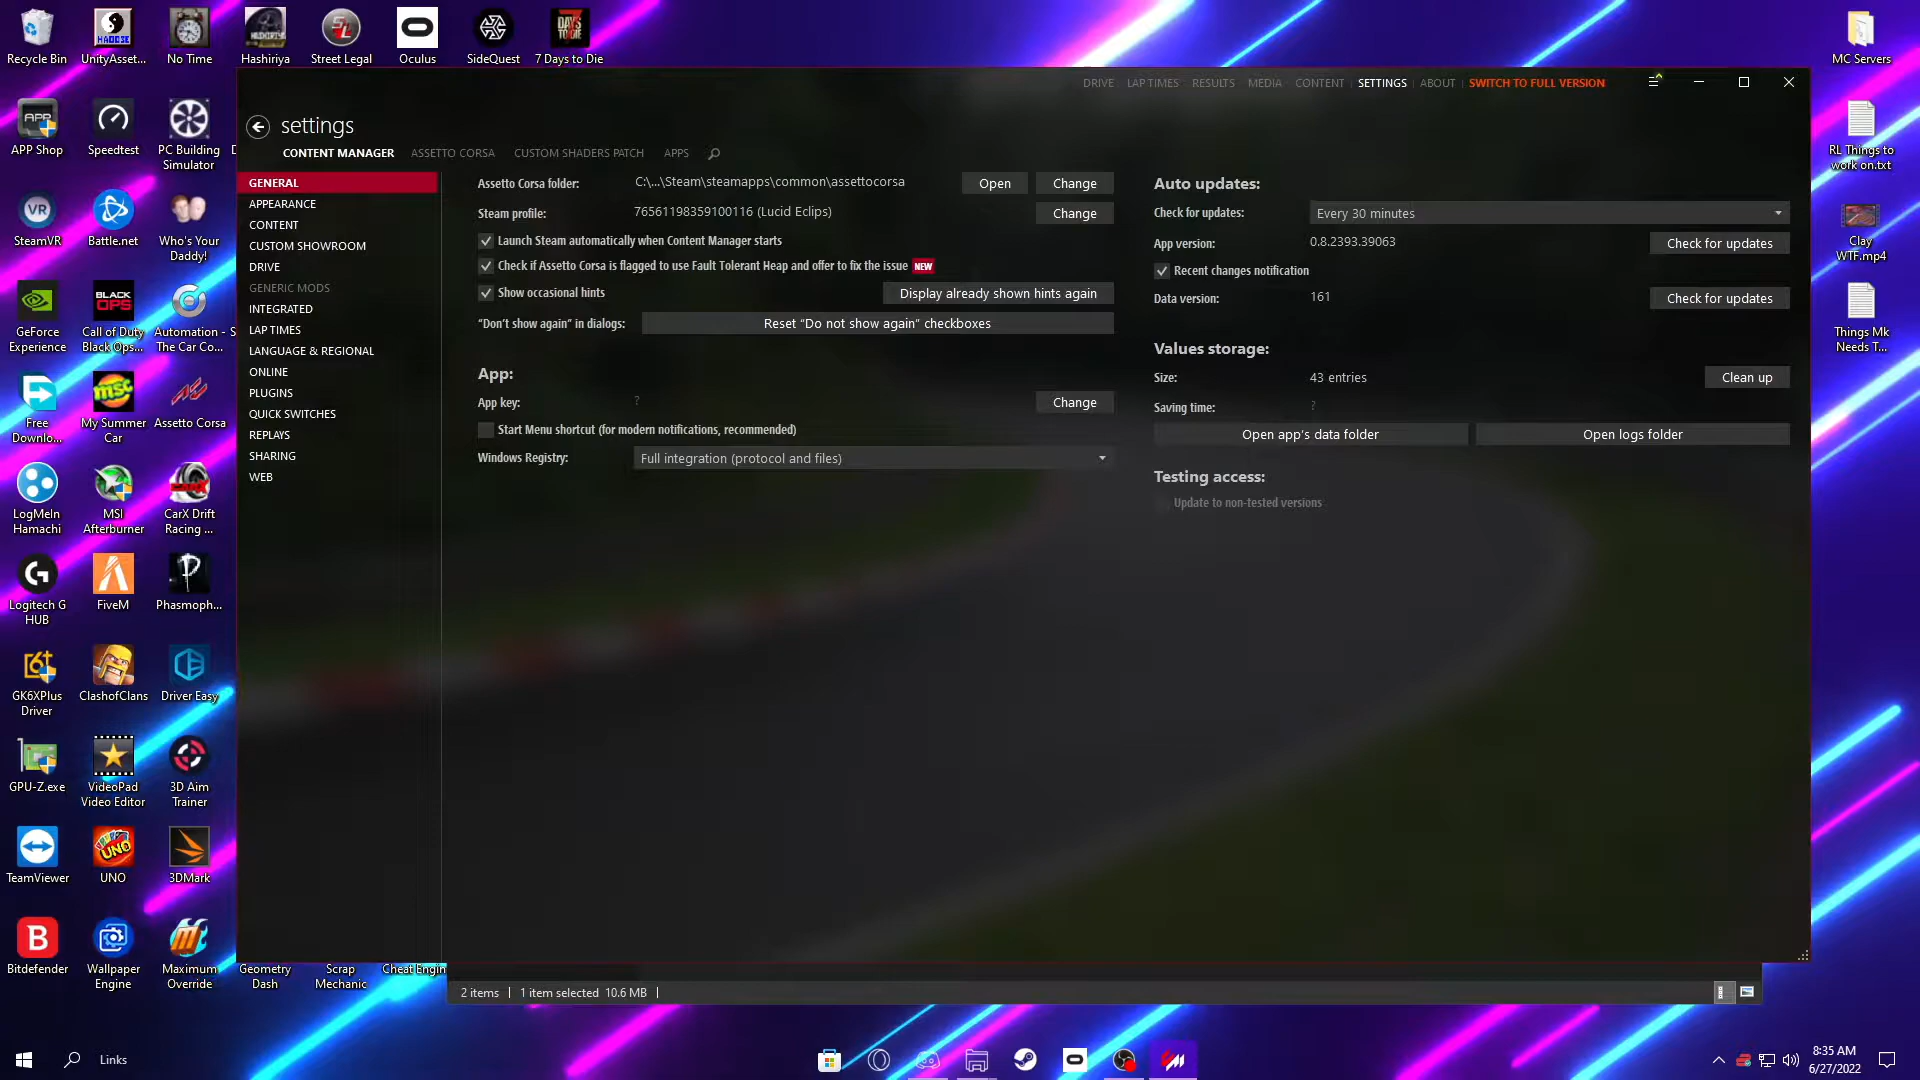 Recycle Bin
UnityAsset...
No Time
Hashiriya
Street Legal
Oculus
SideQuest
7 Days to Die
MC Servers
DRIVE LAP TIMES RESULTS MEDIA CONTENT SETTINGS ABOUT SWITCH TO FULL VERSION
settings
CONTENT MANAGER ASSETTO CORSA CUSTOM SHADERS PATCH APPS
GENERAL
APPEARANCE
CONTENT
CUSTOM SHOWROOM
DRIVE
GENERIC MODS
INTEGRATED
LAP TIMES
LANGUAGE & REGIONAL
ONLINE
PLUGINS
QUICK SWITCHES
REPLAYS
SHARING
WEB
Assetto Corsa folder: C:\...\Steam\steamapps\common\assettocorsa Open Change
Steam profile: 76561198359100116 (Lucid Eclips) Change
Launch Steam automatically when Content Manager starts
Check if Assetto Corsa is flagged to use Fault Tolerant Heap and offer to fix the issue NEW
Show occasional hints Display already shown hints again
“Don't show again” in dialogs: Reset “Do not show again” checkboxes
App:
App key: ? Change
Start Menu shortcut (for modern notifications, recommended)
Windows Registry: Full integration (protocol and files)
Auto updates:
Check for updates: Every 30 minutes
App version: 0.8.2393.39063 Check for updates
Recent changes notification
Data version: 161 Check for updates
Values storage:
Size: 43 entries Clean up
Saving time: ?
Open app's data folder Open logs folder
Testing access:
Update to non-tested versions
APP Shop
Speedtest
PC Building
Simulator
D
RL Things to
work on.txt
SteamVR
Battle.net
Who's Your
Daddy!
Clay
WTF.mp4
GeForce
Experience
Call of Duty
Black Ops...
Automation - S
The Car Co...
Things Mk
Needs T...
Free
Downlo...
My Summer
Car
Assetto Corsa
LogMeIn
Hamachi
MSI
Afterburner
CarX Drift
Racing ...
Logitech G
HUB
FiveM
Phasmoph...
GK6XPlus
Driver
ClashofClans
Driver Easy
GPU-Z.exe
VideoPad
Video Editor
3D Aim
Trainer
TeamViewer
UNO
3DMark
Bitdefender
Wallpaper
Engine
Maximum
Override
Geometry
Dash
Scrap
Mechanic
Cheat Engin
2 items 1 item selected 10.6 MB
Links
8:35 AM
6/27/2022